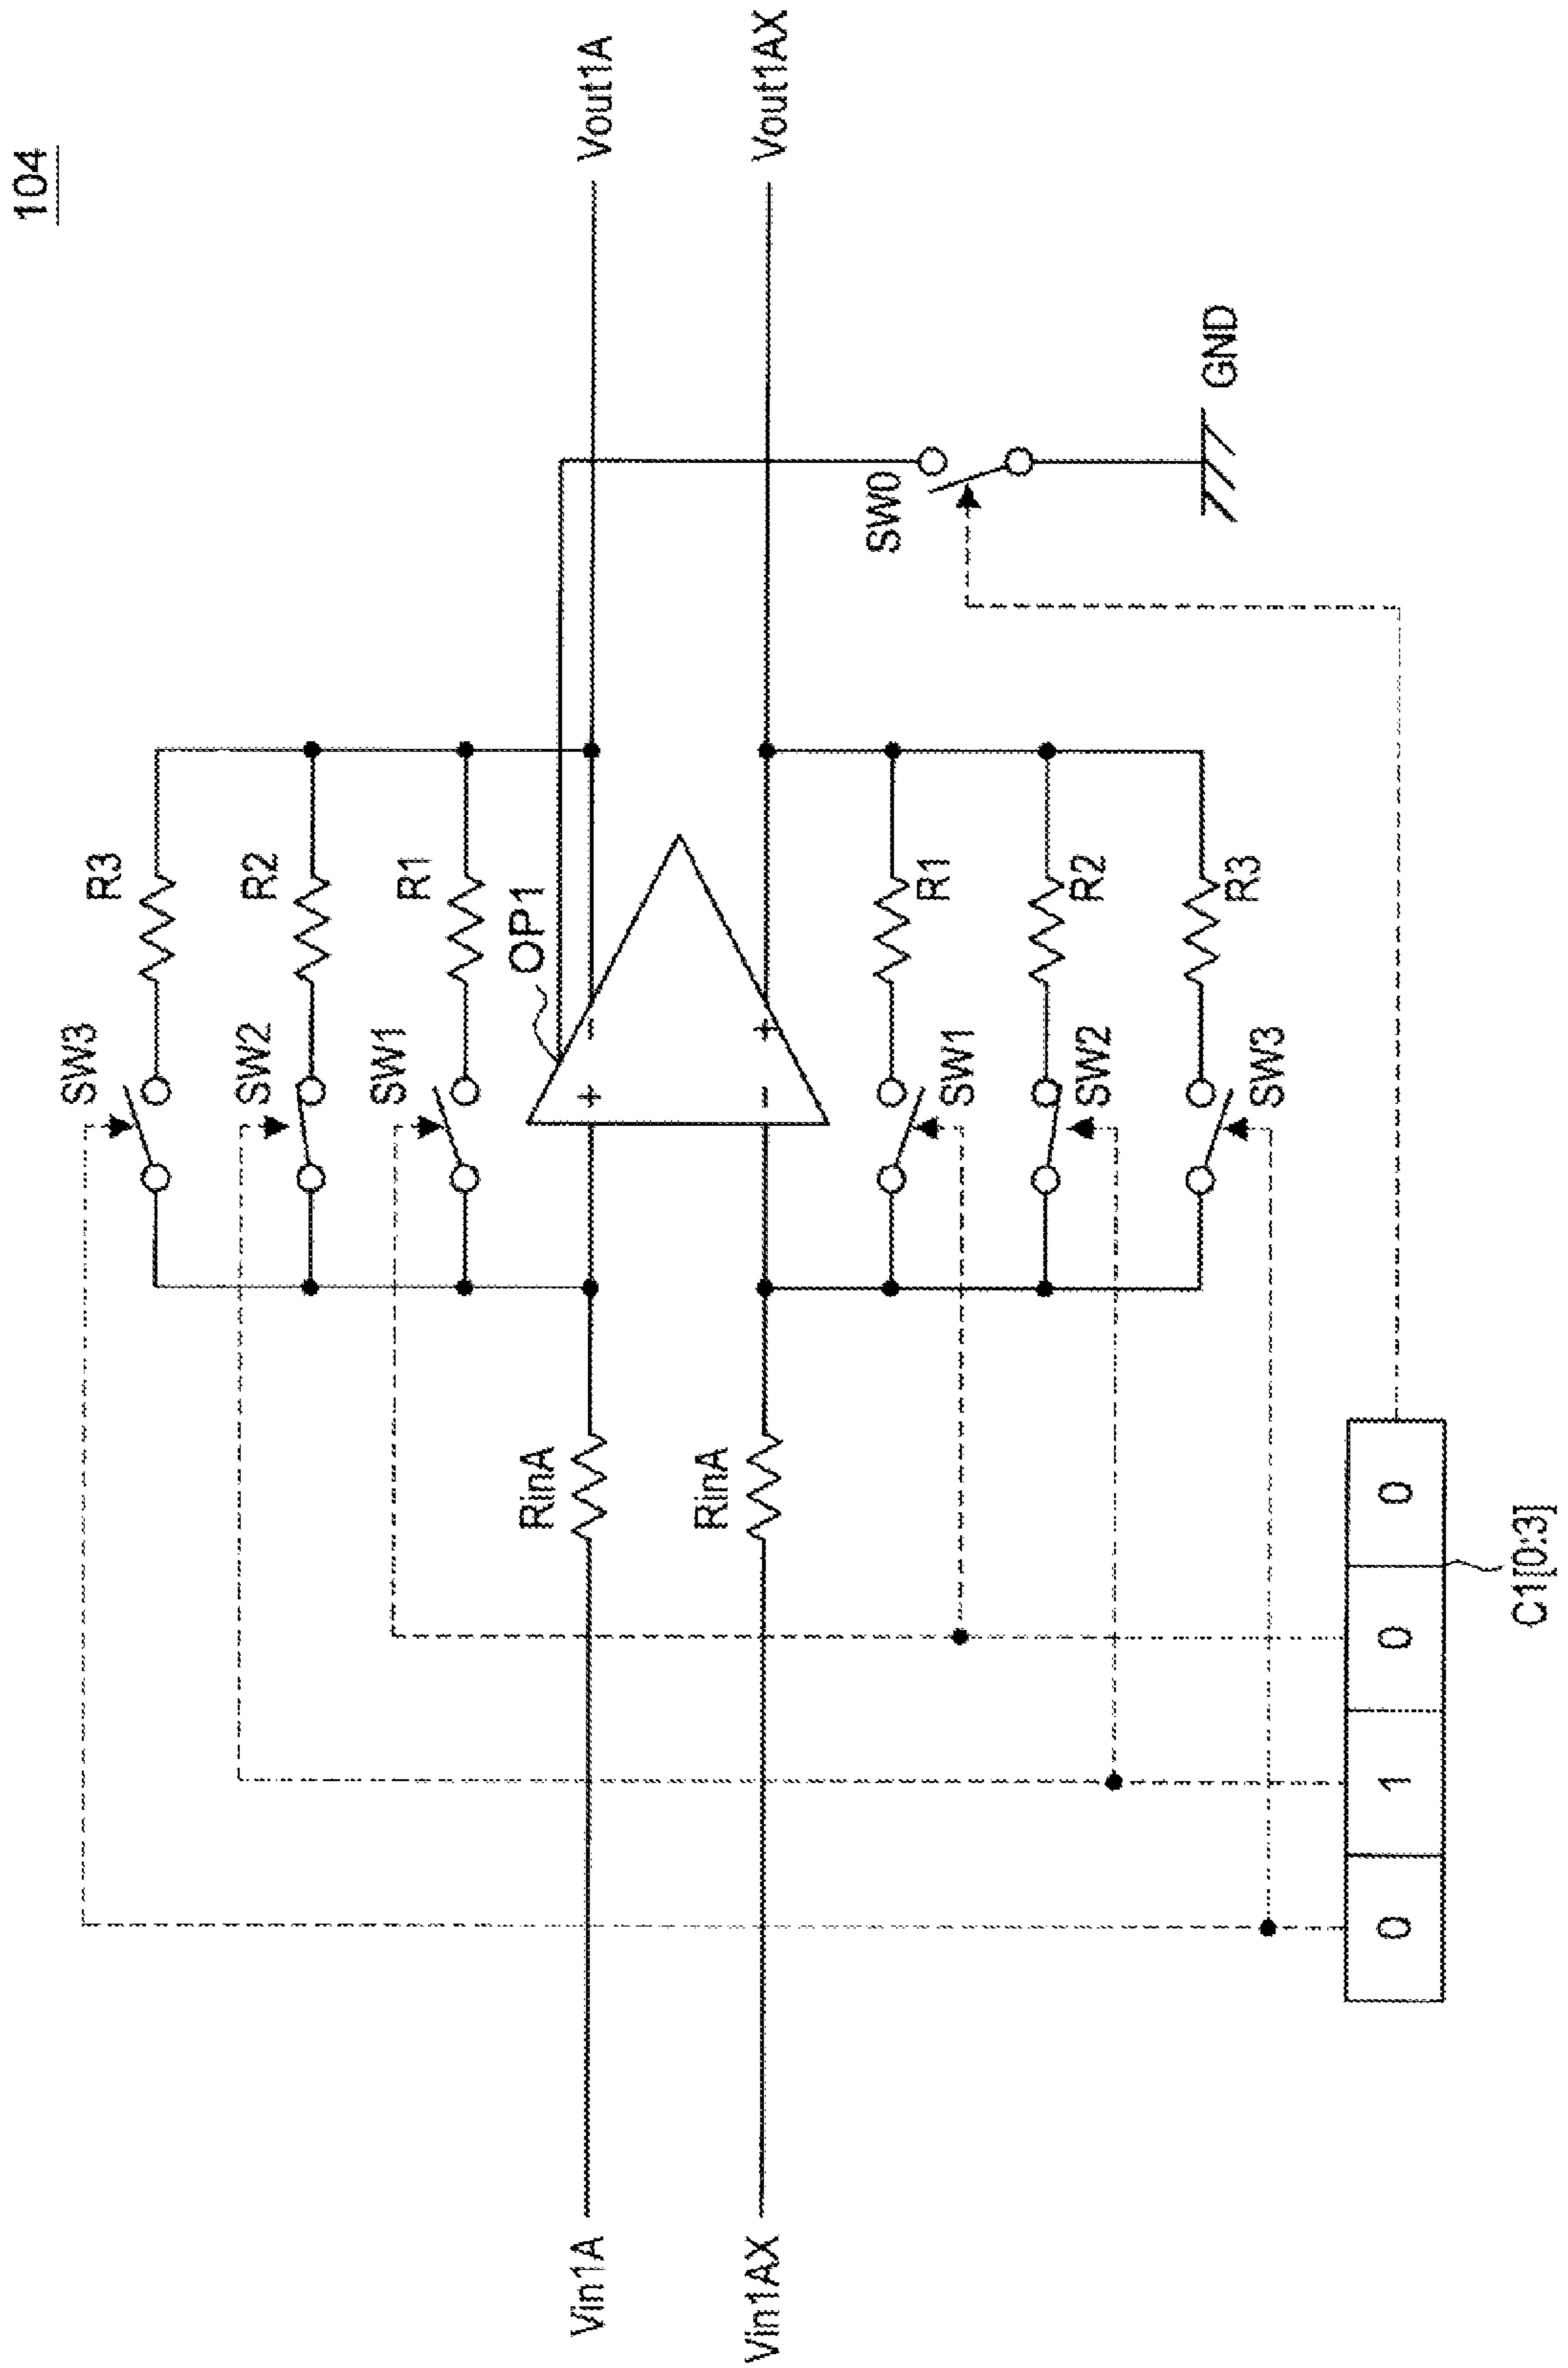 104
SW3
R3
SW2
R2
SW1
R1
OP1
Vin1A
RinA
+
-
Vout1A
Vin1AX
RinA
-
+
Vout1AX
SW0
R1
SW1
R2
SW2
R3
SW3
GND
0
1
0
0
C1[0:3]